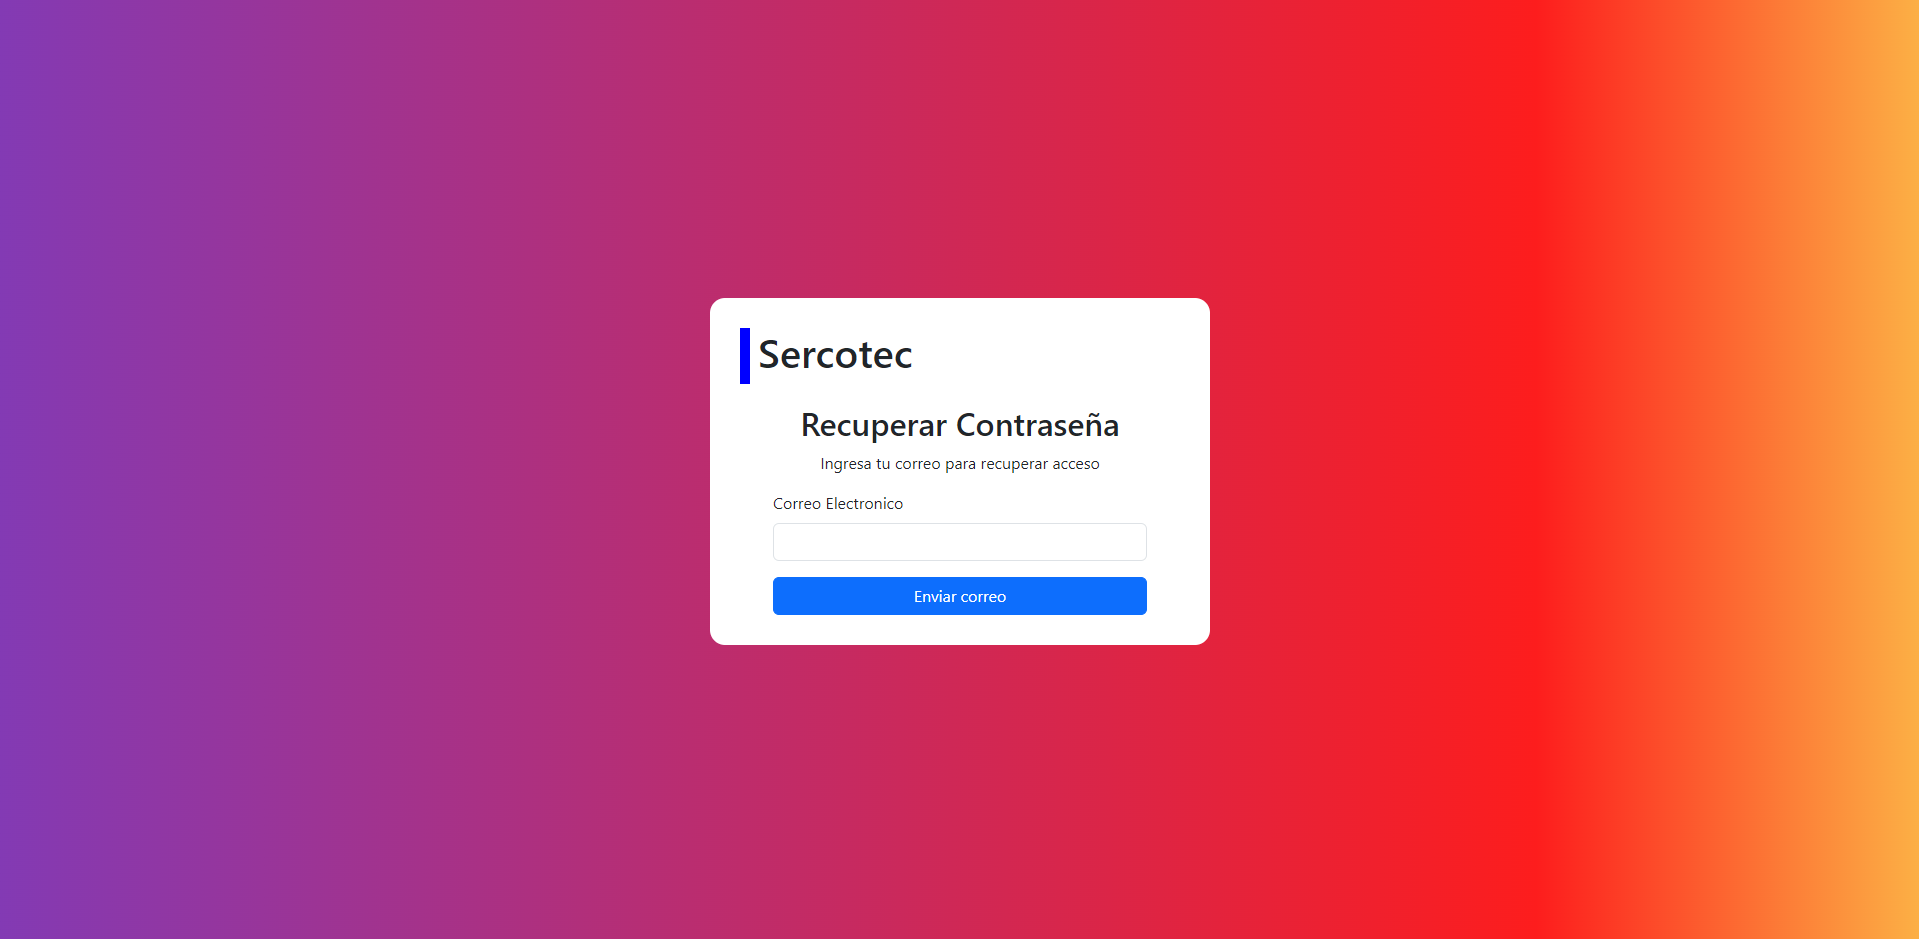 Sercotec
Recuperar Contraseña
Ingresa tu correo para recuperar acceso
Correo Electronico
Enviar correo